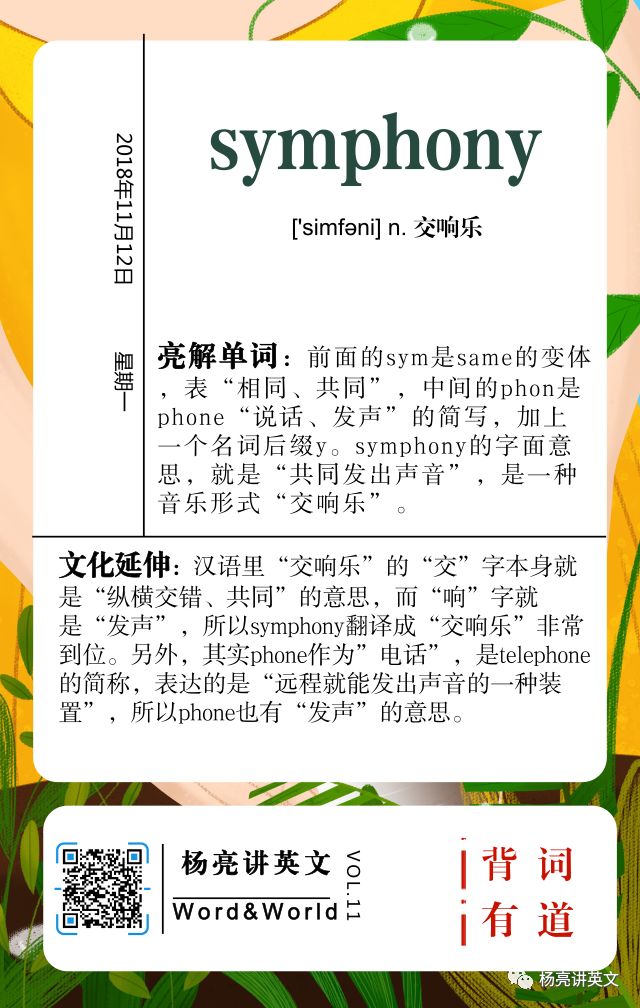 symphony
['simfəni] n. 交响乐
2018年11月12日
星期一
亮解单词：前面的sym是same的变体
，表“相同、共同”，中间的phon是
phone“说话、发声”的简写，加上
一个名词后缀y。symphony的字面意
思，就是“共同发出声音”，是一种
音乐形式“交响乐”。
文化延伸：汉语里“交响乐”的“交”字本身就
是“纵横交错、共同”的意思，而“响”字就
是“发声”，所以symphony翻译成“交响乐”非常
到位。另外，其实phone作为”电话”，是telephone
的简称，表达的是“远程就能发出声音的一种装
置”，所以phone也有“发声”的意思。
杨亮讲英文
Word&World
VOL.11
背词
有道
杨亮讲英文